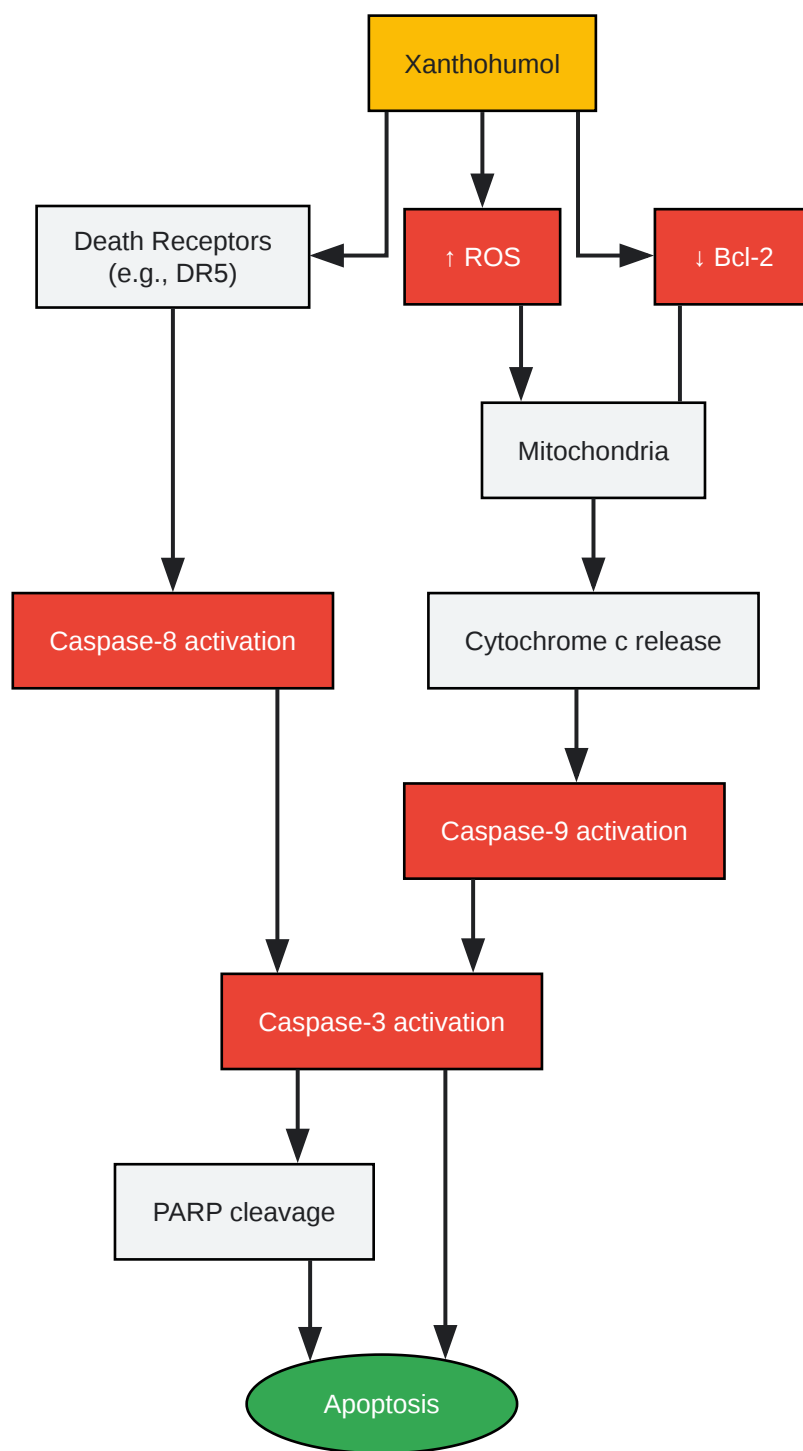 Xanthohumol
Death Receptors
(e.g., DR5)
↑ ROS
↓ Bcl-2
Mitochondria
Caspase-8 activation
Cytochrome c release
Caspase-9 activation
Caspase-3 activation
PARP cleavage
Apoptosis